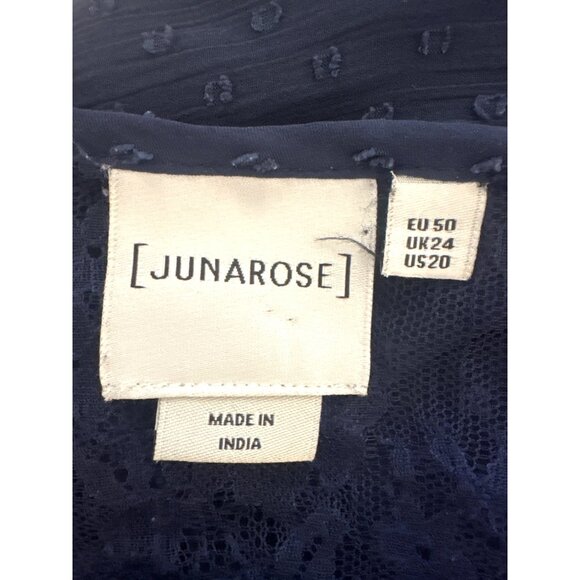 [JUNAROSE]
EU 50
UK24
US20
MADE IN
INDIA